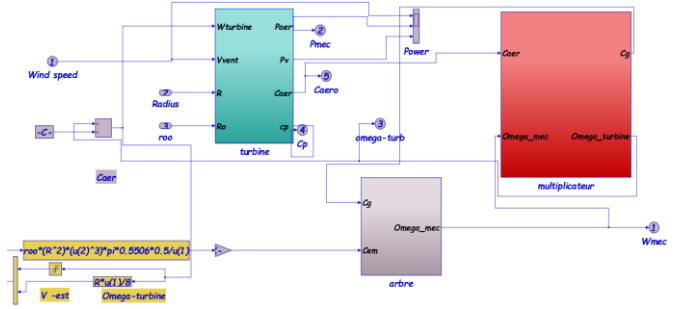 Wturbine
Paer
2
Pmec
Power
1
Wind speed
Vvent
Pv
Caer
Cg
5
Caero
2
Radius
R
Caer
-C-
3
roo
Ro
cp
4
Cp
3
omega-turb
Omega_mec
Omega_turbine
turbine
multiplicateur
Caer
Cg
Omega_mec
1
Wmec
roo*(R^2)*(u(2)^3)*pi*0.5506*0.5/u(1)
-
Cem
arbre
R*u(1)/8
V -est
Omega-turbine